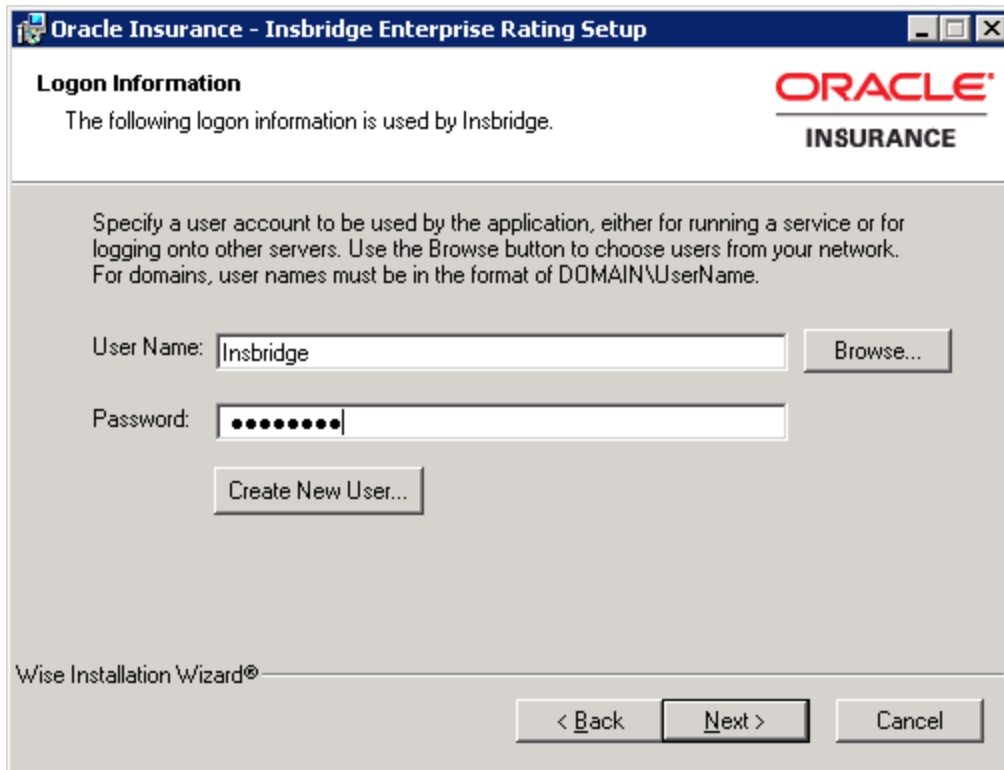 Oracle Insurance - Insbridge Enterprise Rating Setup
Logon Information
The following logon information is used by Insbridge.
ORACLE
INSURANCE
Specify a user account to be used by the application, either for running a service or for
logging onto other servers. Use the Browse button to choose users from your network.
For domains, user names must be in the format of DOMAIN\UserName.
User Name: Insbridge Browse...
Password: ●●●●●●●●
Create New User...
Wise Installation Wizard®
< Back Next > Cancel